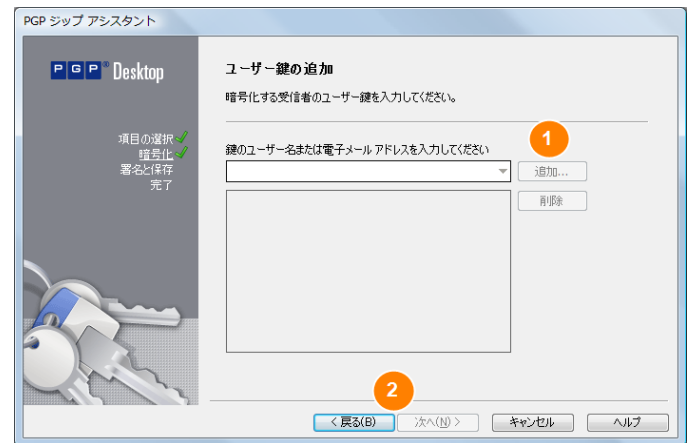 PGP ジップ アシスタント
PGP® Desktop
項目の選択
暗号化
署名と保存
完了
ユーザー鍵の追加
暗号化する受信者のユーザー鍵を入力してください。
鍵のユーザー名または電子メール アドレスを入力してください
1
追加...
削除
2
< 戻る(B)
次へ(N) >
キャンセル
ヘルプ